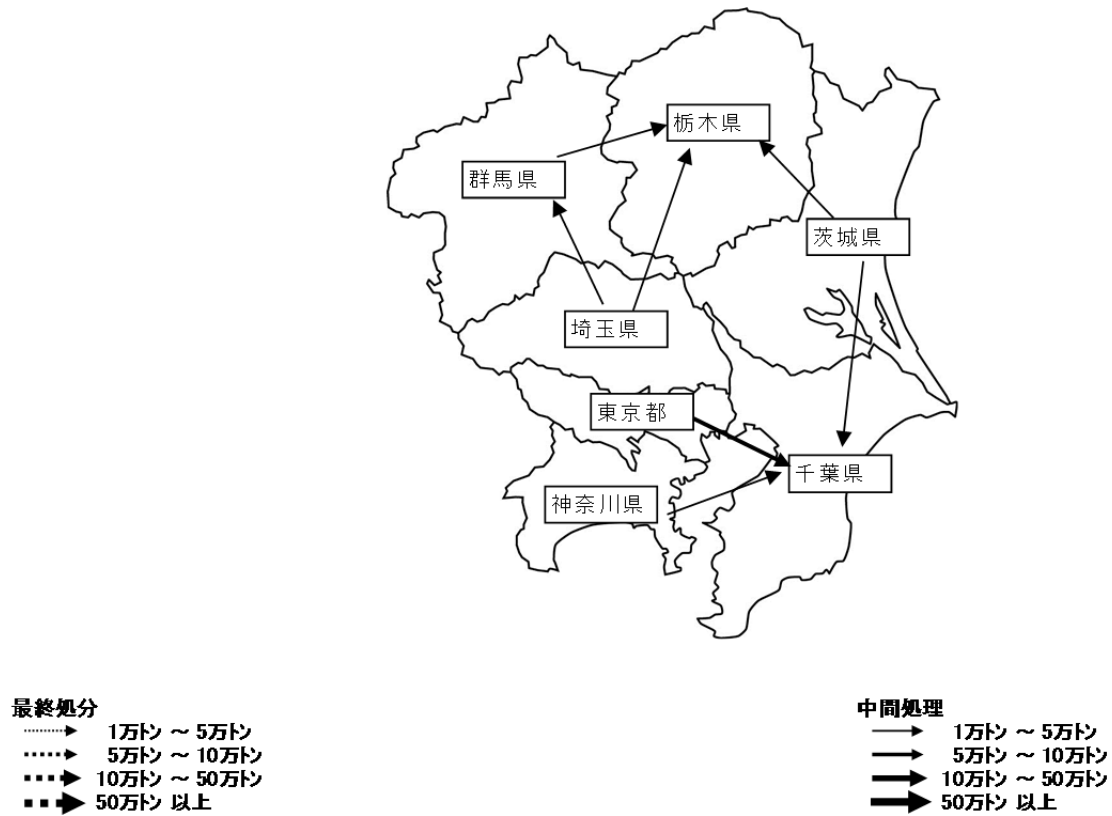 栃木県
群馬県
茨城県
埼玉県
東京都
千葉県
神奈川県
最終処分
1万トン ～ 5万トン
5万トン ～ 10万トン
10万トン ～ 50万トン
50万トン 以上
中間処理
1万トン ～ 5万トン
5万トン ～ 10万トン
10万トン ～ 50万トン
50万トン 以上